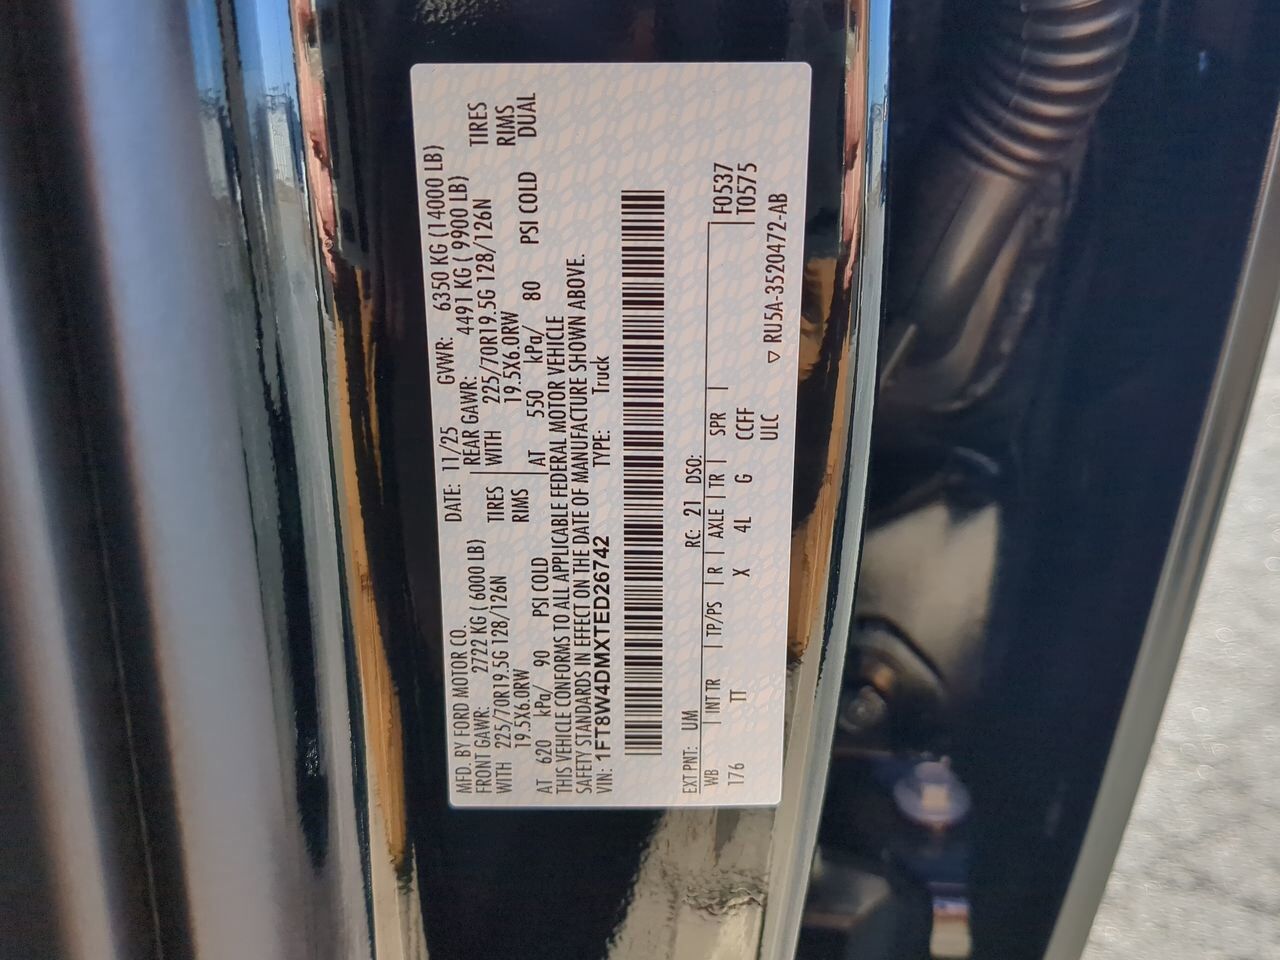 MFD. BY FORD MOTOR CO. DATE: 11/25 GVWR: 6350 KG (14000 LB)
FRONT GAWR: 2722 KG ( 6000 LB) REAR GAWR: 4491 KG ( 9900 LB)
WITH 225/70R19.5G 128/126N TIRES WITH 225/70R19.5G 128/126N TIRES
19.5X6.0RW RIMS 19.5X6.0RW RIMS
AT 620 kPa/ 90 PSI COLD AT 550 kPa/ 80 PSI COLD DUAL
THIS VEHICLE CONFORMS TO ALL APPLICABLE FEDERAL MOTOR VEHICLE
SAFETY STANDARDS IN EFFECT ON THE DATE OF MANUFACTURE SHOWN ABOVE.
VIN: 1FT8W4DMXTED26742 TYPE: Truck
EXT PNT: UM RC: 21 DSO:
WB INT TR TP/PS R AXLE TR SPR F0537
176 TT X 4L G CCFF T0575
ULC
▽ RU5A-3520472-AB